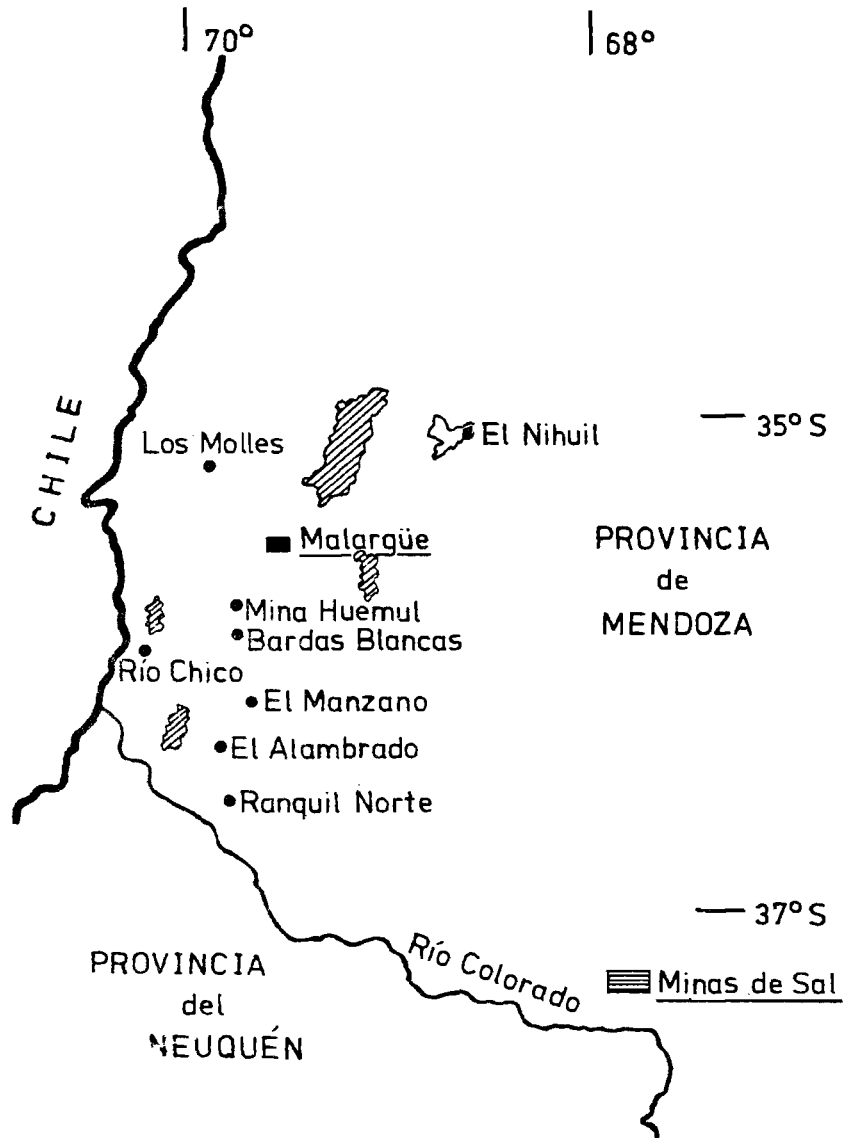 70°
68°
CHILE
35° S
El Nihuil
Los Molles
Malargüe
PROVINCIA
de
MENDOZA
Mina Huemul
Bardas Blancas
Río Chico
El Manzano
El Alambrado
Ranquil Norte
37° S
Río Colorado
PROVINCIA
del
NEUQUÉN
Minas de Sal